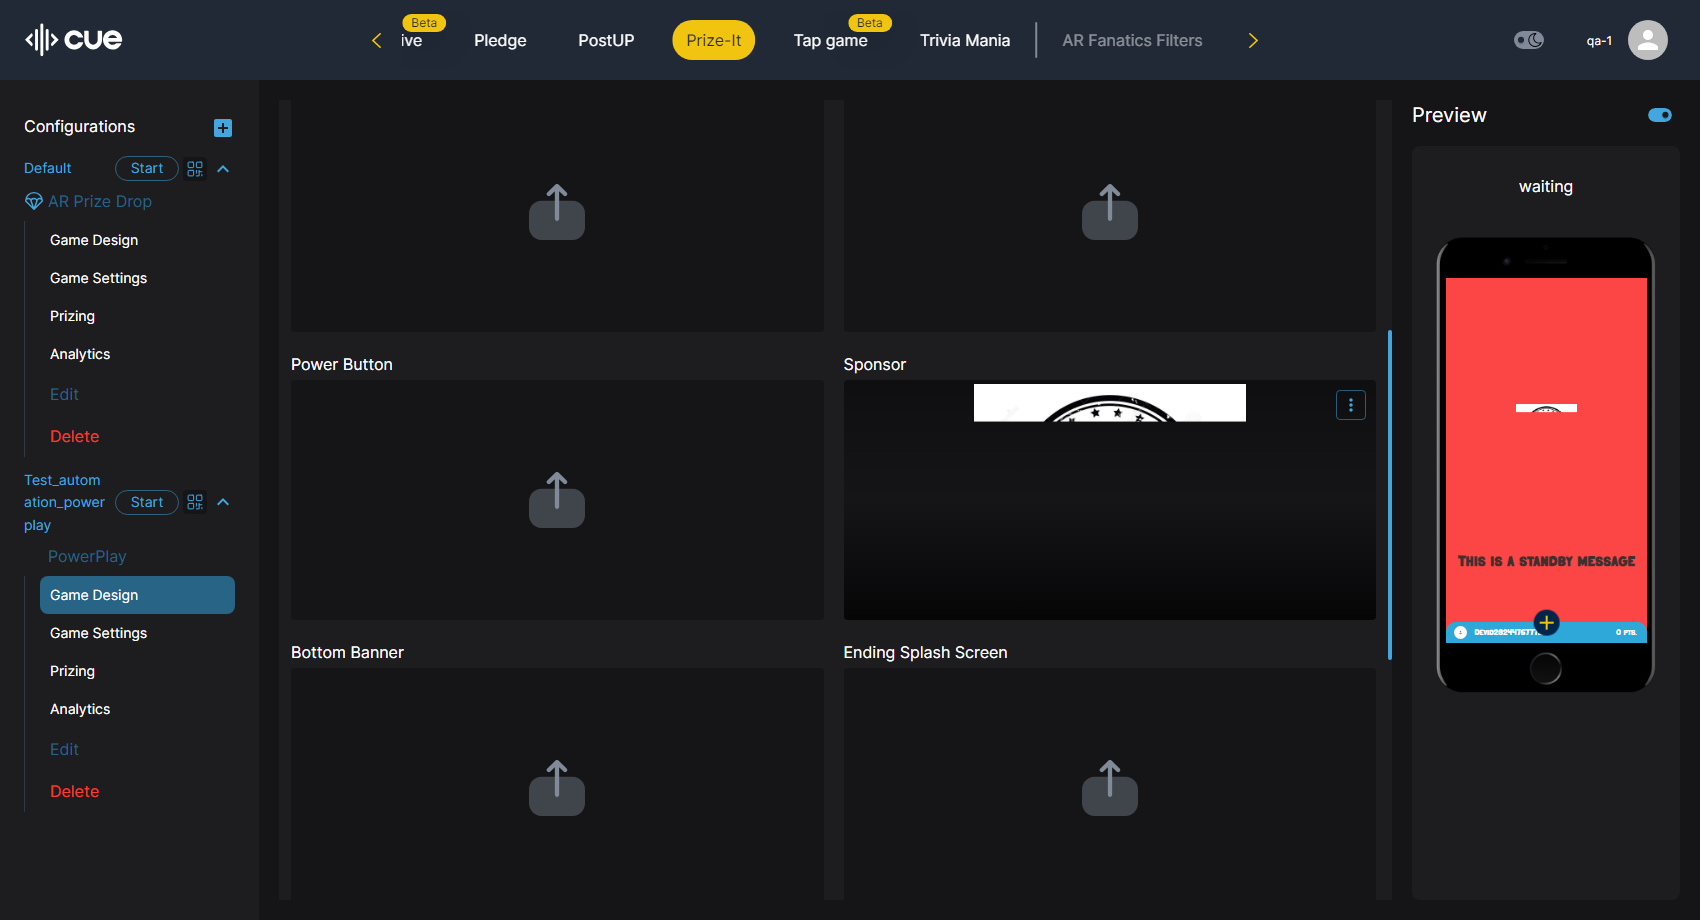 cue
Beta
ive
Pledge
PostUP
Prize-It
Beta
Tap game
Trivia Mania
AR Fanatics Filters
qa-1
Configurations
Default
Start
AR Prize Drop
Game Design
Game Settings
Prizing
Analytics
Edit
Delete
Test_autom
ation_power
play
Start
PowerPlay
Game Design
Game Settings
Prizing
Analytics
Edit
Delete
Power Button
Sponsor
Bottom Banner
Ending Splash Screen
Preview
waiting
This is a standby message
0 pts.